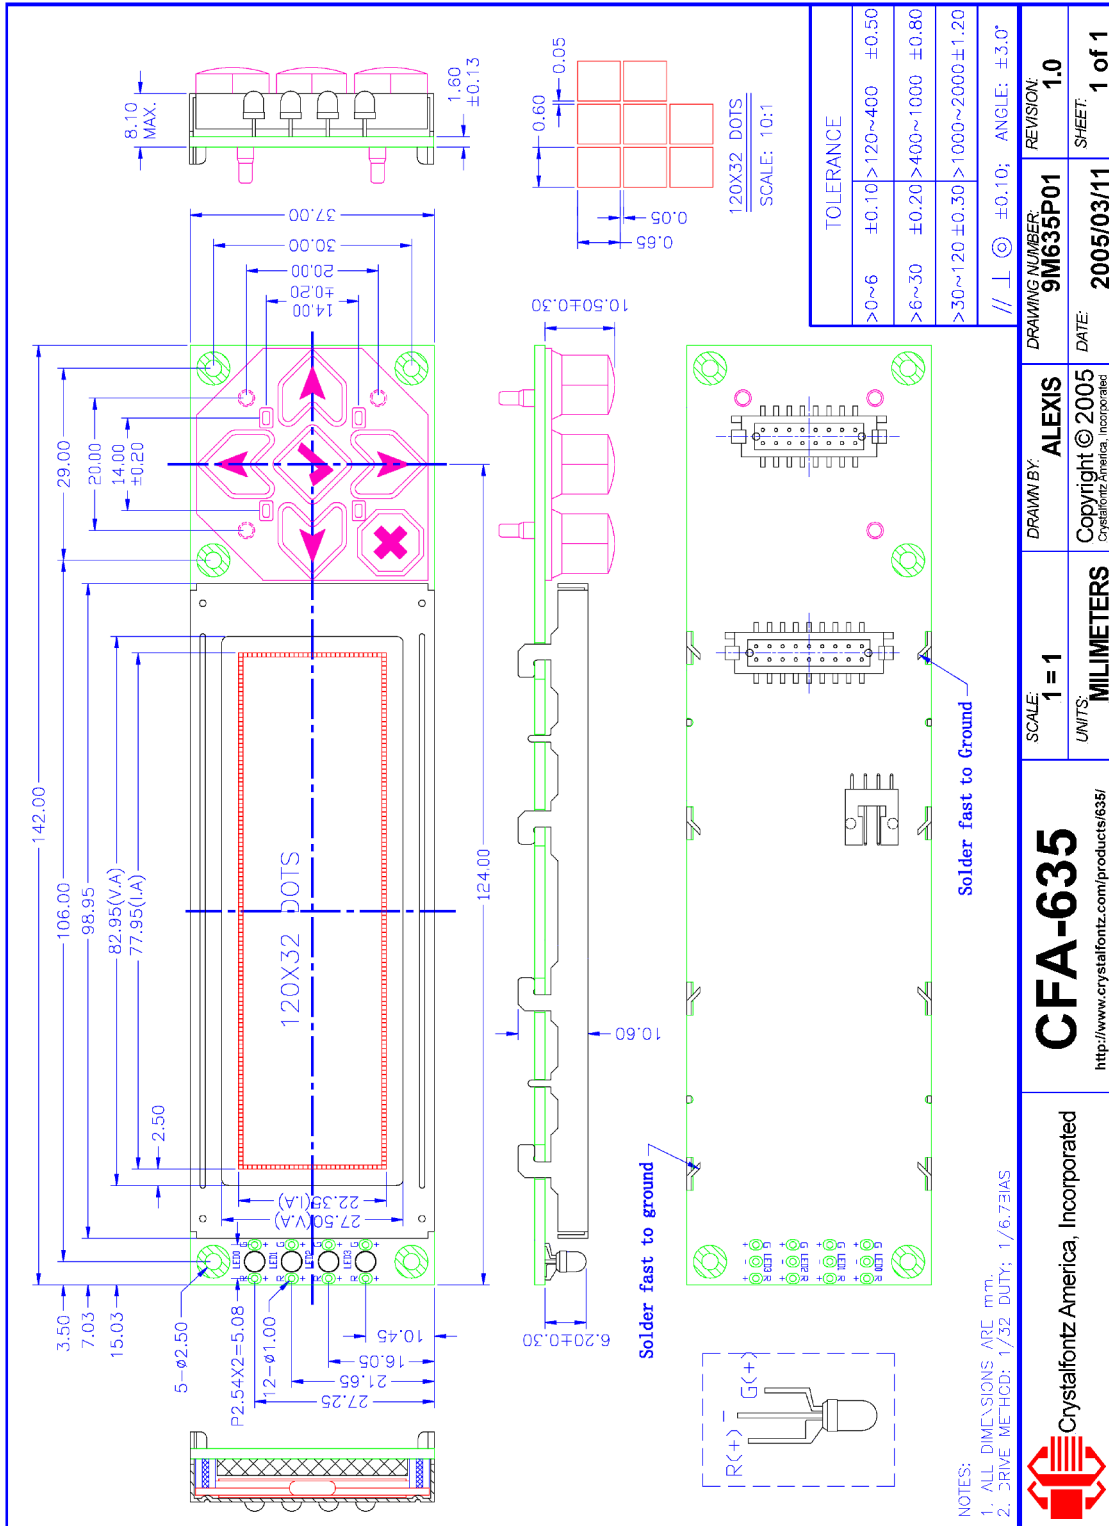 8.10
MAX.
1.60
±0.13
37.00
30.00
20.00
14.00
±0.20
0.60
0.05
0.65
0.05
120X32 DOTS
SCALE: 10:1
TOLERANCE
>0~6 ±0.10 >120~400 ±0.50
>6~30 ±0.20 >400~1000 ±0.80
>30~120 ±0.30 >1000~2000 ±1.20
// ⊥ ◎ ±0.10; ANGLE: ±3.0°
142.00
29.00
20.00
14.00
±0.20
106.00
98.95
82.95(V.A)
77.95(I.A)
2.50
120X32 DOTS
22.35(I.A)
27.50(V.A)
3.50
7.03
15.03
5-ø2.50
P2.54X2=5.08
12-ø1.00
10.45
16.05
21.65
27.25
R + G +
LED0
R + G +
LED1
R + G +
LED2
R + G +
LED3
10.50±0.30
124.00
10.60
6.20±0.30
Solder fast to Ground
Solder fast to ground
+ - +
R LED3 G
+ - +
R LED2 G
+ - +
R LED1 G
+ - +
R LED0 G
R(+) - G(+)
NOTES:
1. ALL DIMENSIONS ARE mm.
2. DRIVE METHOD: 1/32 DUTY; 1/6.7BIAS
Crystalfontz America, Incorporated
CFA-635
http://www.crystalfontz.com/products/635/
SCALE:
1 = 1
UNITS:
MILIMETERS
DRAWN BY:
ALEXIS
Copyright © 2005
Crystalfontz America, Incorporated
DRAWING NUMBER:
9M635P01
DATE:
2005/03/11
REVISION:
1.0
SHEET:
1 of 1